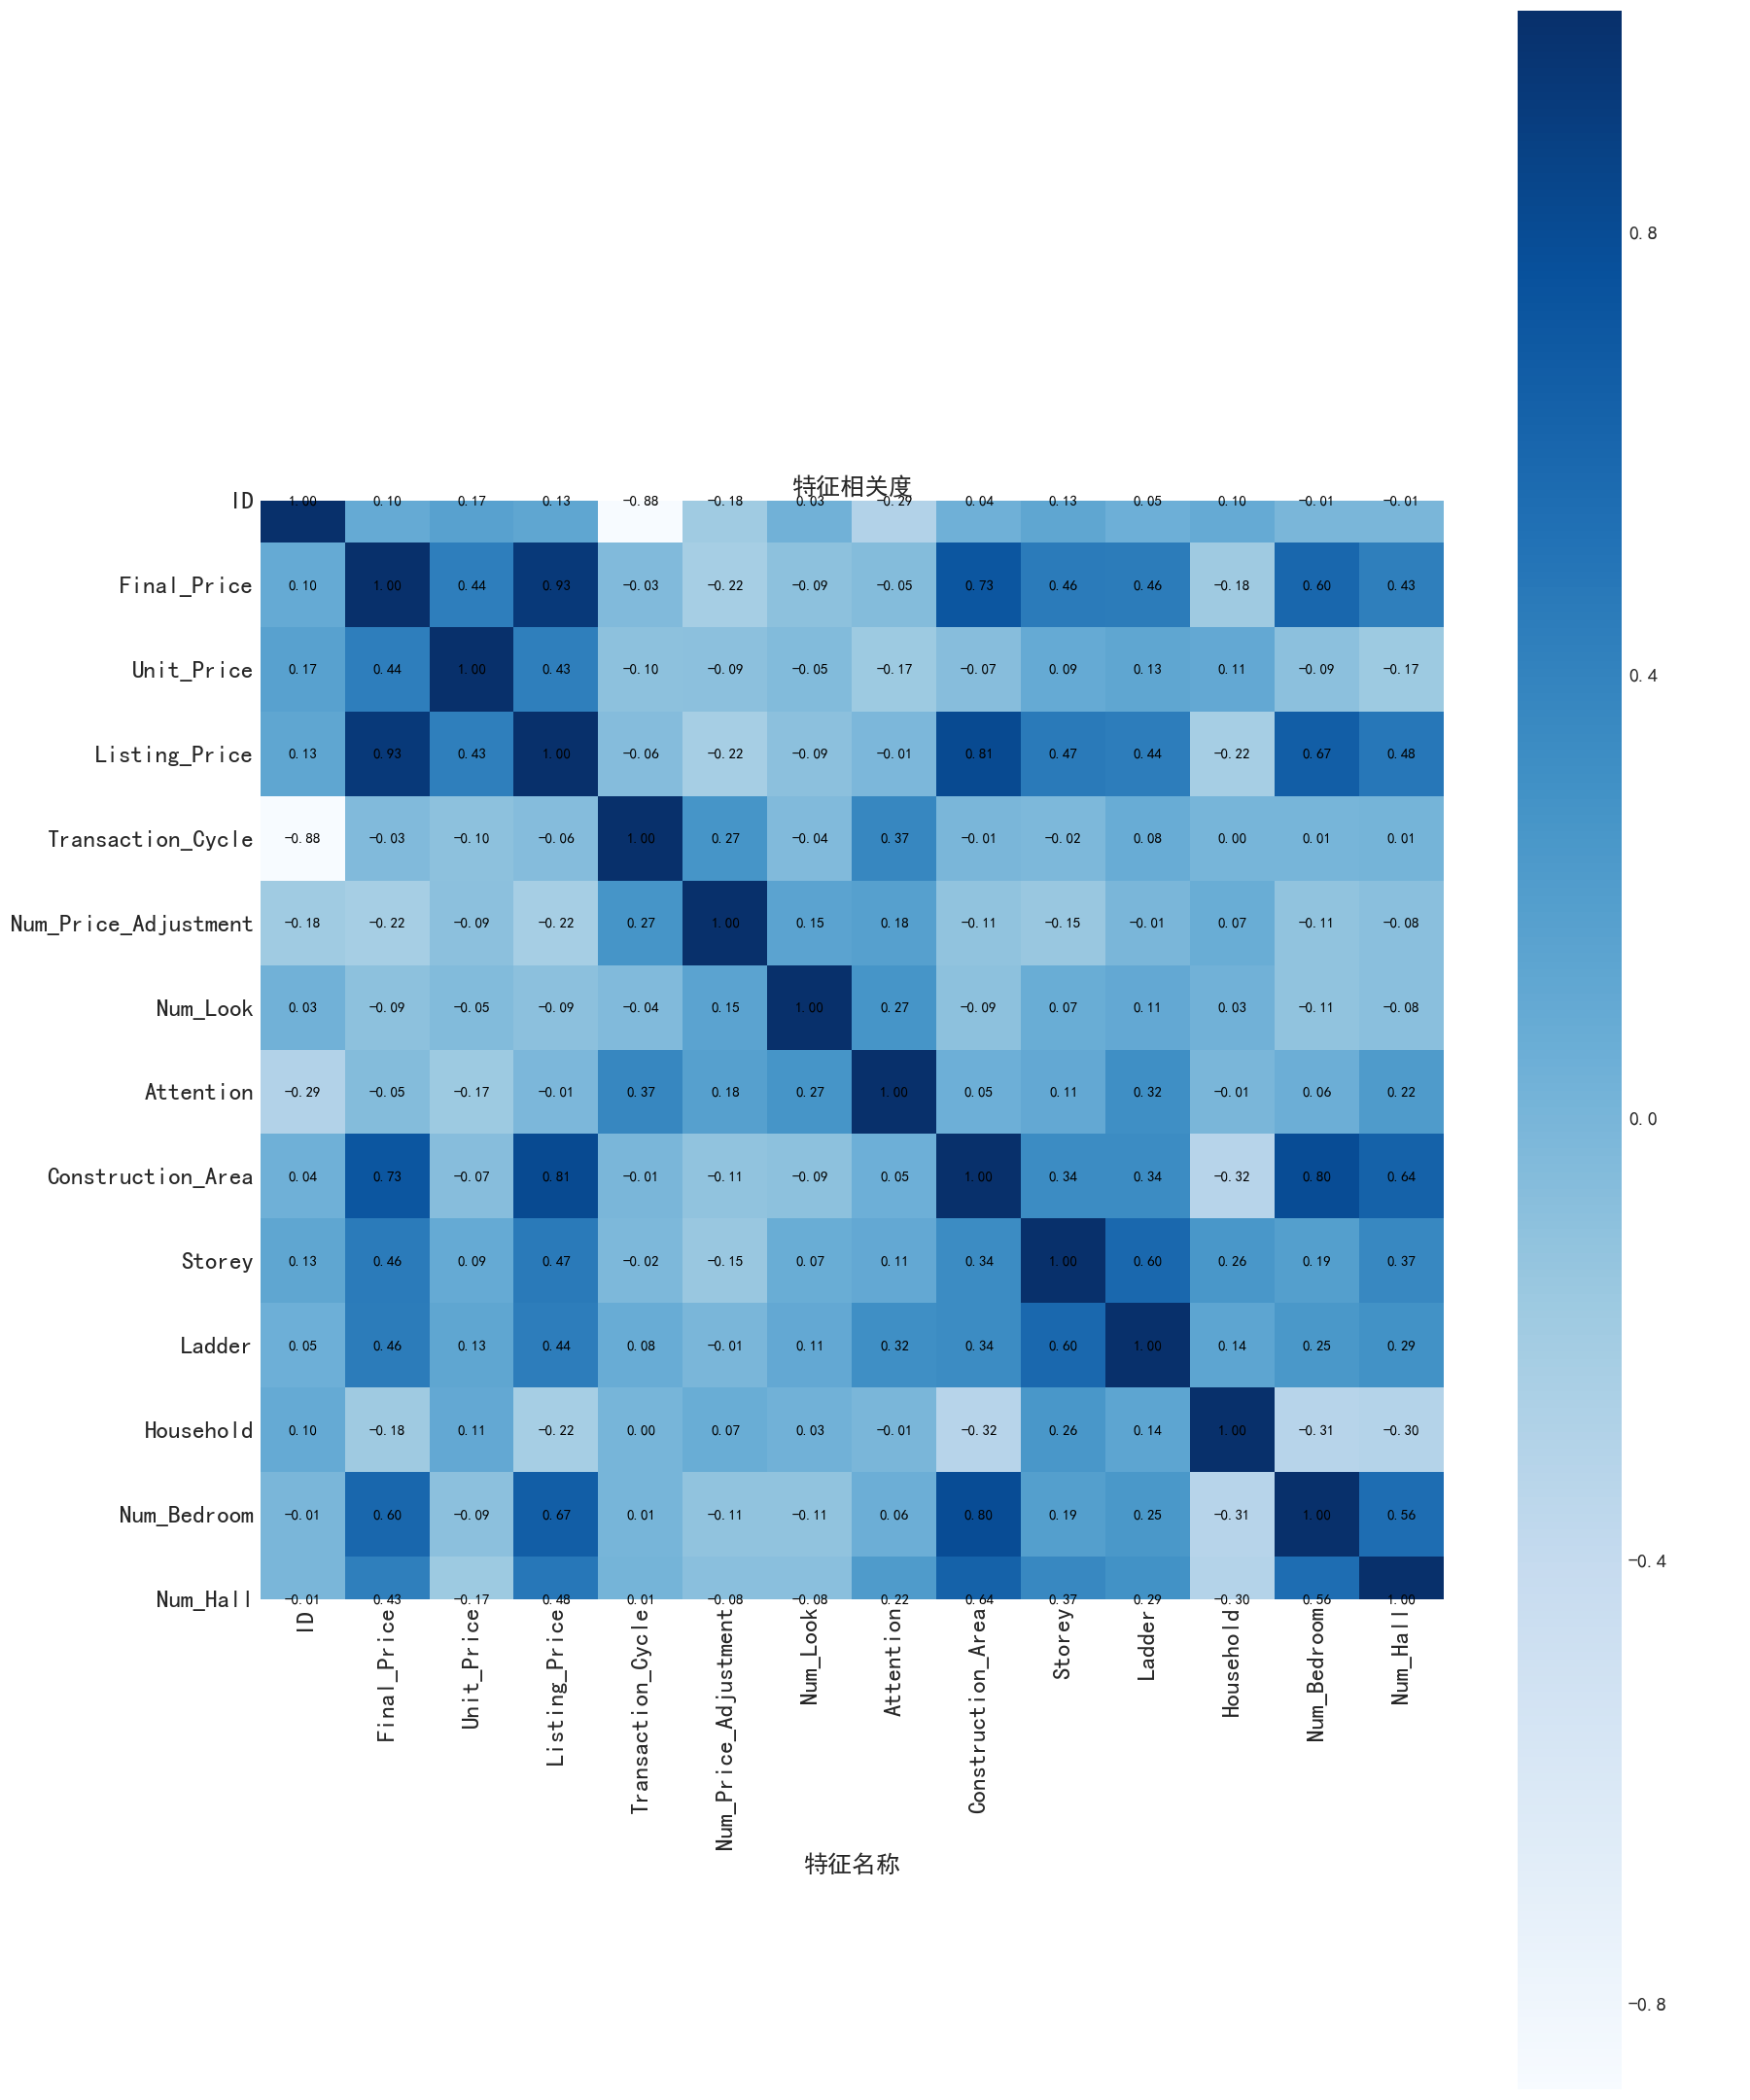 特征相关度
ID 1.00 0.10 0.17 0.13 -0.88 -0.18 0.03 -0.29 0.04 0.13 0.05 0.10 -0.01 -0.01
Final_Price 0.10 1.00 0.44 0.93 -0.03 -0.22 -0.09 -0.05 0.73 0.46 0.46 -0.18 0.60 0.43
Unit_Price 0.17 0.44 1.00 0.43 -0.10 -0.09 -0.05 -0.17 -0.07 0.09 0.13 0.11 -0.09 -0.17
Listing_Price 0.13 0.93 0.43 1.00 -0.06 -0.22 -0.09 -0.01 0.81 0.47 0.44 -0.22 0.67 0.48
Transaction_Cycle -0.88 -0.03 -0.10 -0.06 1.00 0.27 -0.04 0.37 -0.01 -0.02 0.08 0.00 0.01 0.01
Num_Price_Adjustment -0.18 -0.22 -0.09 -0.22 0.27 1.00 0.15 0.18 -0.11 -0.15 -0.01 0.07 -0.11 -0.08
Num_Look 0.03 -0.09 -0.05 -0.09 -0.04 0.15 1.00 0.27 -0.09 0.07 0.11 0.03 -0.11 -0.08
Attention -0.29 -0.05 -0.17 -0.01 0.37 0.18 0.27 1.00 0.05 0.11 0.32 -0.01 0.06 0.22
Construction_Area 0.04 0.73 -0.07 0.81 -0.01 -0.11 -0.09 0.05 1.00 0.34 0.34 -0.32 0.80 0.64
Storey 0.13 0.46 0.09 0.47 -0.02 -0.15 0.07 0.11 0.34 1.00 0.60 0.26 0.19 0.37
Ladder 0.05 0.46 0.13 0.44 0.08 -0.01 0.11 0.32 0.34 0.60 1.00 0.14 0.25 0.29
Household 0.10 -0.18 0.11 -0.22 0.00 0.07 0.03 -0.01 -0.32 0.26 0.14 1.00 -0.31 -0.30
Num_Bedroom -0.01 0.60 -0.09 0.67 0.01 -0.11 -0.11 0.06 0.80 0.19 0.25 -0.31 1.00 0.56
Num_Hall -0.01 0.43 -0.17 0.48 0.01 -0.08 -0.08 0.22 0.64 0.37 0.29 -0.30 0.56 1.00
ID
Final_Price
Unit_Price
Listing_Price
Transaction_Cycle
Num_Price_Adjustment
Num_Look
Attention
Construction_Area
Storey
Ladder
Household
Num_Bedroom
Num_Hall
特征名称
0.8
0.4
0.0
-0.4
-0.8